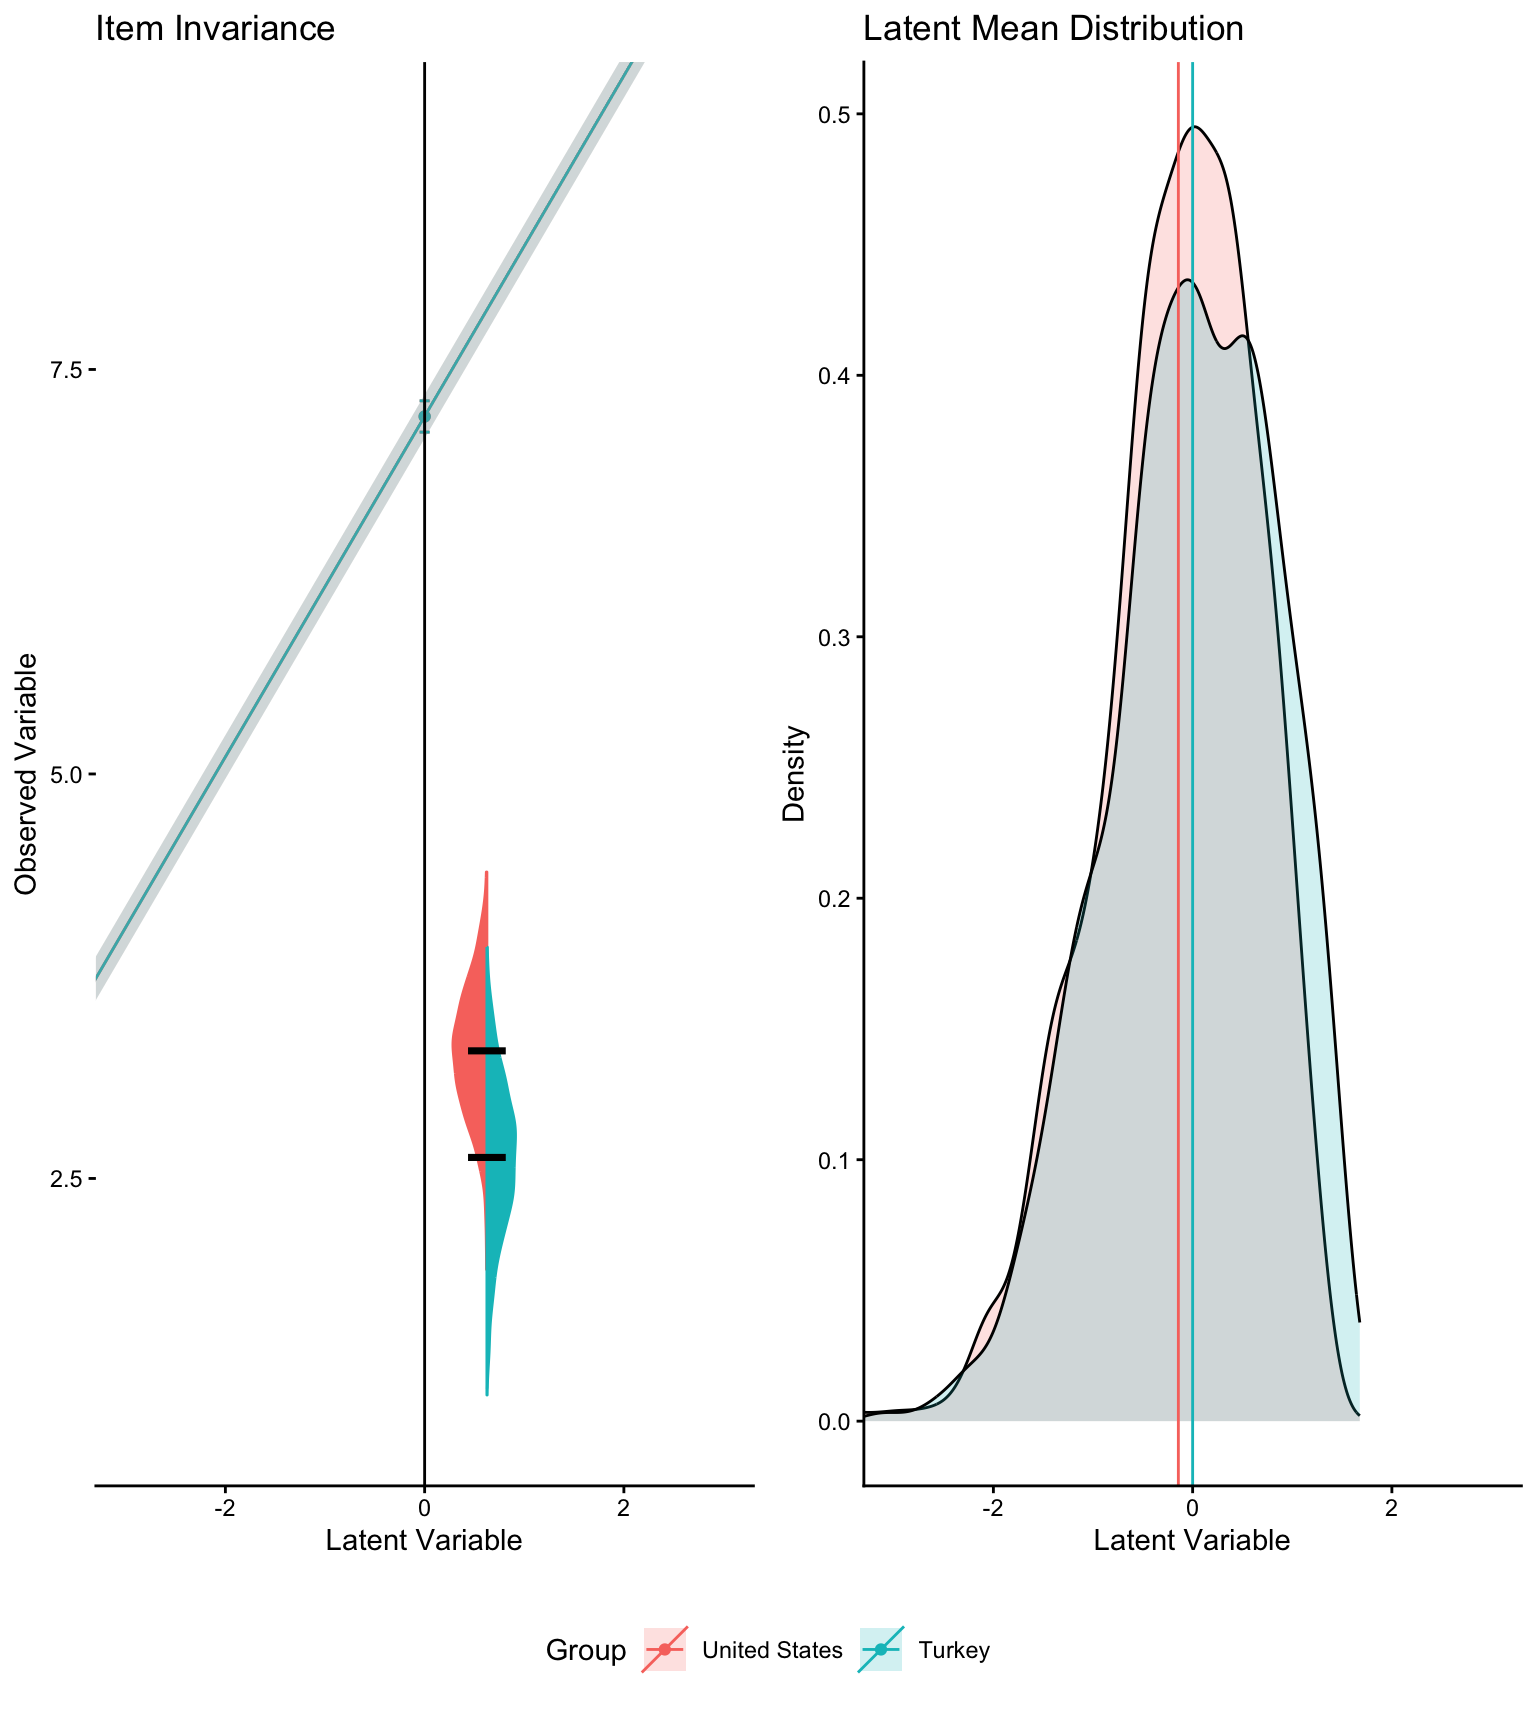 Item Invariance
Observed Variable
7.5
5.0
2.5
-2 0 2
Latent Variable
Latent Mean Distribution
Density
0.5
0.4
0.3
0.2
0.1
0.0
-2 0 2
Latent Variable
Group United States Turkey